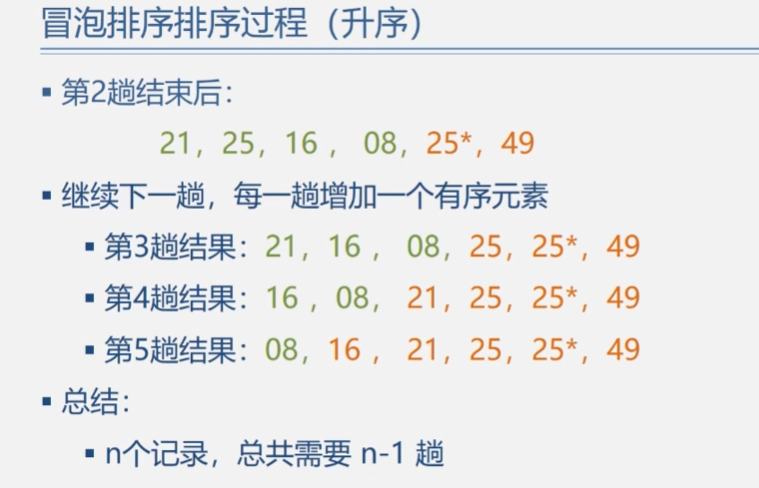 冒泡排序排序过程（升序）
▪ 第2趟结束后：
21，25，16 ， 08，25*，49
▪ 继续下一趟，每一趟增加一个有序元素
▪ 第3趟结果：21，16 ， 08，25，25*，49
▪ 第4趟结果：16 ，08， 21，25，25*，49
▪ 第5趟结果：08，16 ， 21，25，25*，49
▪ 总结：
▪ n个记录，总共需要 n-1 趟